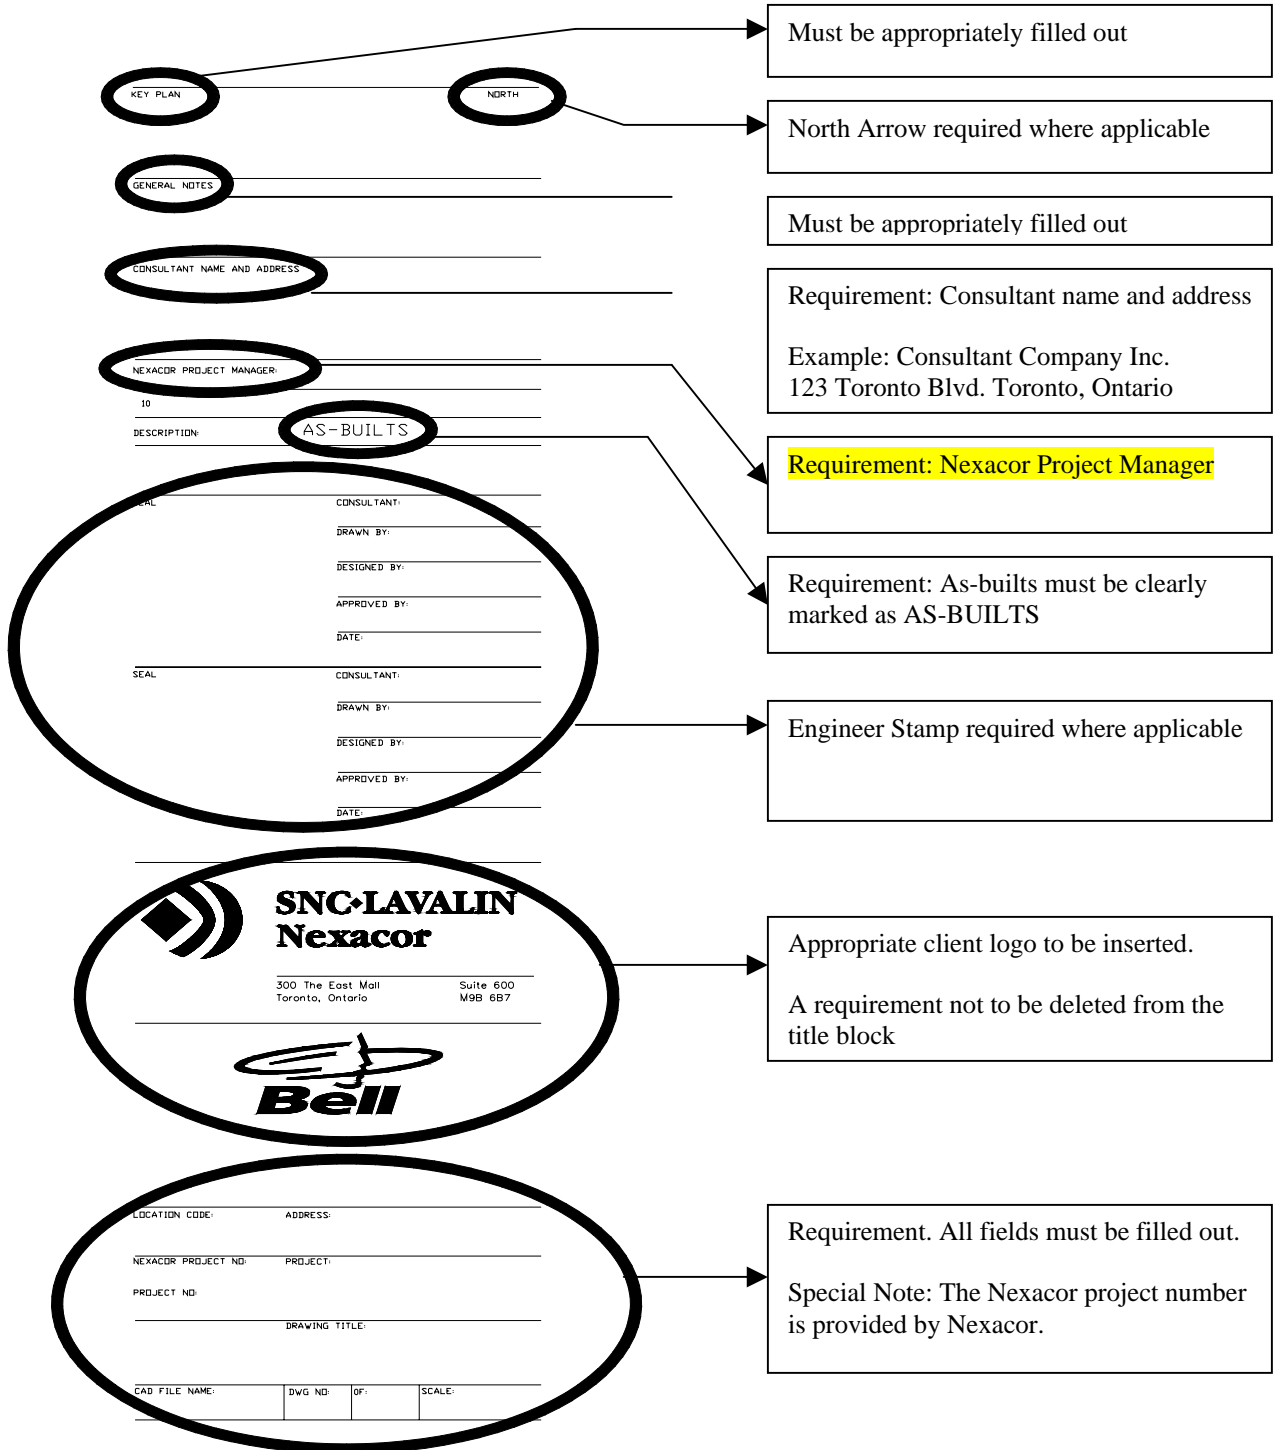 Must be appropriately filled out
KEY PLAN
NORTH
North Arrow required where applicable
GENERAL NOTES
Must be appropriately filled out
CONSULTANT NAME AND ADDRESS
Requirement: Consultant name and address
Example: Consultant Company Inc.
123 Toronto Blvd. Toronto, Ontario
NEXACOR PROJECT MANAGER:
10
DESCRIPTION:
AS-BUILTS
Requirement: Nexacor Project Manager
Requirement: As-builts must be clearly
marked as AS-BUILTS
SEAL
CONSULTANT:
DRAWN BY:
DESIGNED BY:
APPROVED BY:
DATE:
SEAL
CONSULTANT:
DRAWN BY:
DESIGNED BY:
APPROVED BY:
DATE:
Engineer Stamp required where applicable
SNC•LAVALIN
Nexacor
300 The East Mall Suite 600
Toronto, Ontario M9B 6B7
Bell
Appropriate client logo to be inserted.
A requirement not to be deleted from the
title block
LOCATION CODE: ADDRESS:
NEXACOR PROJECT NO: PROJECT:
PROJECT NO:
DRAWING TITLE:
CAD FILE NAME: DWG NO: OF: SCALE:
Requirement. All fields must be filled out.
Special Note: The Nexacor project number
is provided by Nexacor.